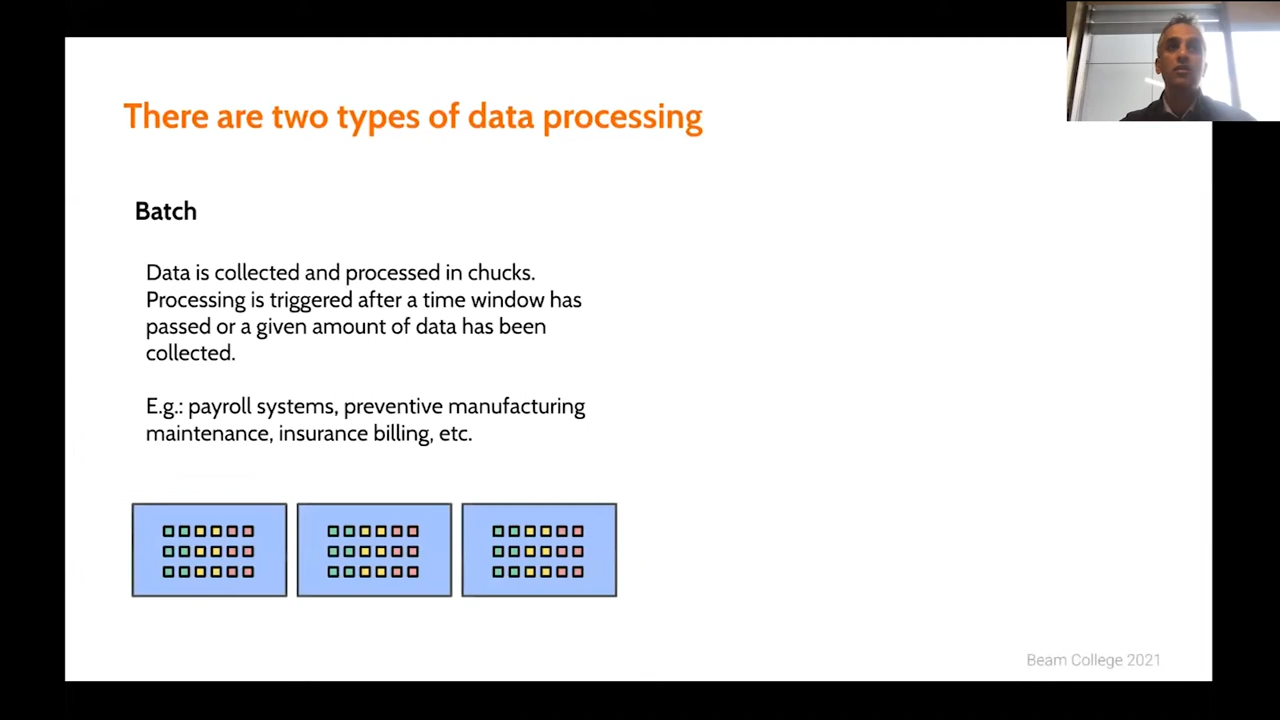 There are two types of data processing
Batch
Data is collected and processed in chucks.
Processing is triggered after a time window has
passed or a given amount of data has been
collected.
E.g.: payroll systems, preventive manufacturing
maintenance, insurance billing, etc.
Beam College 2021